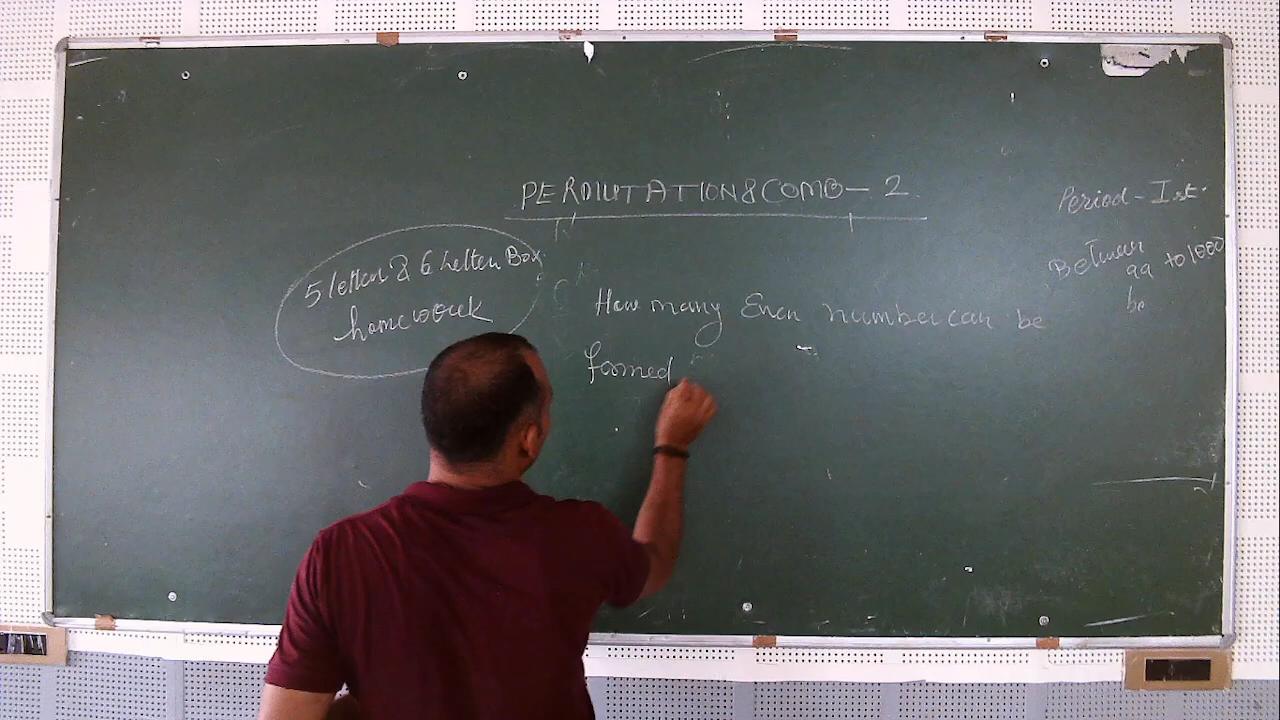 PERMUTATION & COMB - 2
Period - Ist
5 letter & 6 Letter Box
homework
Between
99 to 1000
be
How many Even number can be
formed